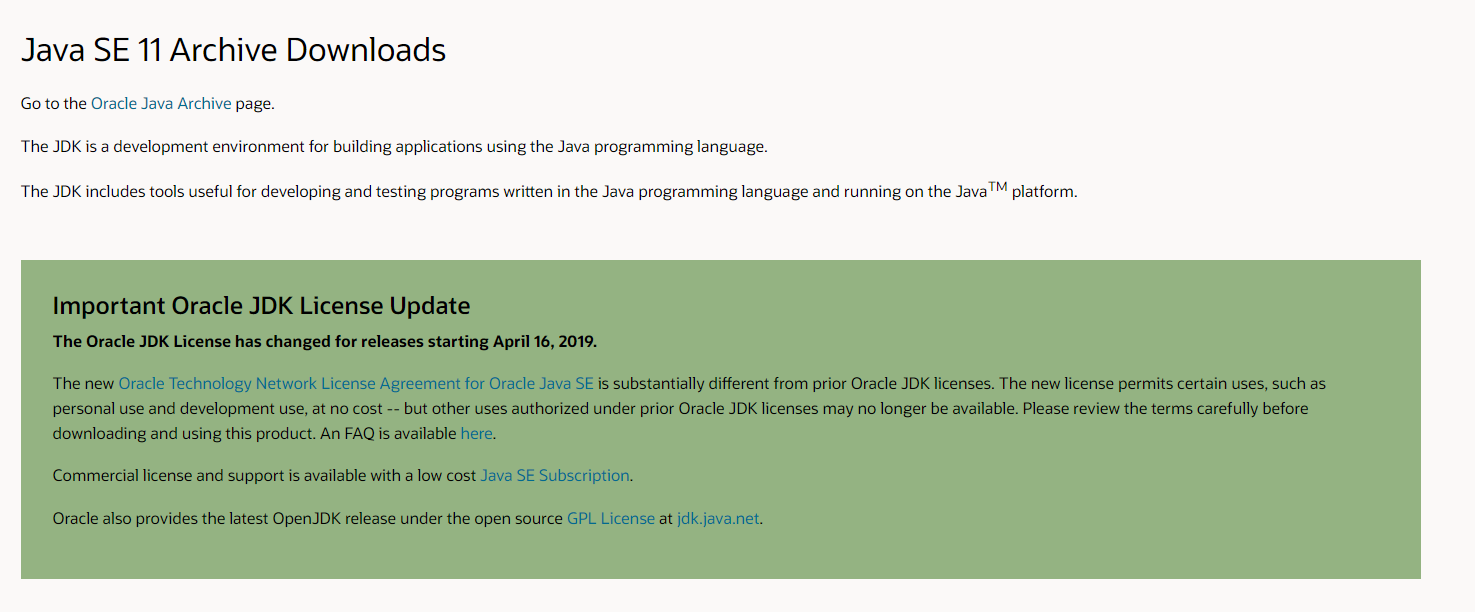 Java SE 11 Archive Downloads
Go to the Oracle Java Archive page.
The JDK is a development environment for building applications using the Java programming language.
The JDK includes tools useful for developing and testing programs written in the Java programming language and running on the Java™ platform.
Important Oracle JDK License Update
The Oracle JDK License has changed for releases starting April 16, 2019.
The new Oracle Technology Network License Agreement for Oracle Java SE is substantially different from prior Oracle JDK licenses. The new license permits certain uses, such as
personal use and development use, at no cost -- but other uses authorized under prior Oracle JDK licenses may no longer be available. Please review the terms carefully before
downloading and using this product. An FAQ is available here.
Commercial license and support is available with a low cost Java SE Subscription.
Oracle also provides the latest OpenJDK release under the open source GPL License at jdk.java.net.